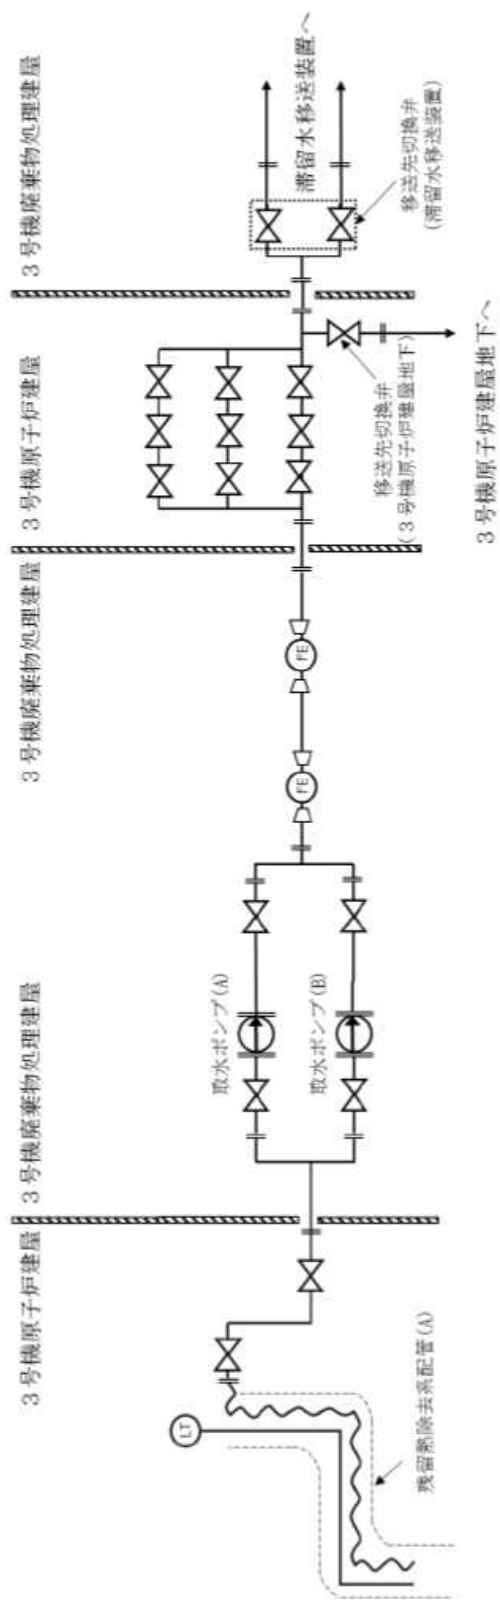 3号機原子炉建屋
3号機廃棄物処理建屋
3号機廃棄物処理建屋
3号機原子炉建屋
3号機廃棄物処理建屋
LT
残留熱除去系配管(A)
取水ポンプ(A)
取水ポンプ(B)
FE
FE
移送先切換弁
(3号機原子炉建屋地下)
3号機原子炉建屋地下へ
滞留水移送装置へ
移送先切換弁
(滞留水移送装置)